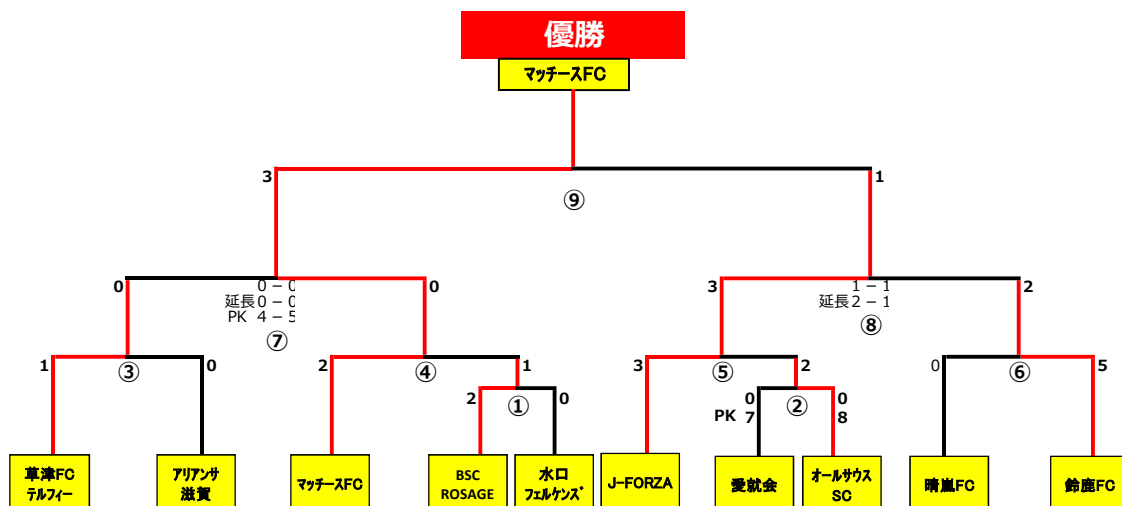 優勝
マッチースFC
3
1
⑨
0
0 － 0
延長0 － 0
PK 4 － 5
0
⑦
3
1 － 1
延長2 － 1
2
⑧
1
③
0
2
④
1
3
⑤
2
0
⑥
5
2
①
0
0
PK 7
②
0
8
草津FC
テルフィー
アリアンサ
滋賀
マッチースFC
BSC
ROSAGE
水口
フェルケンズ
J-FORZA
愛就会
オールサウス
SC
晴嵐FC
鈴鹿FC